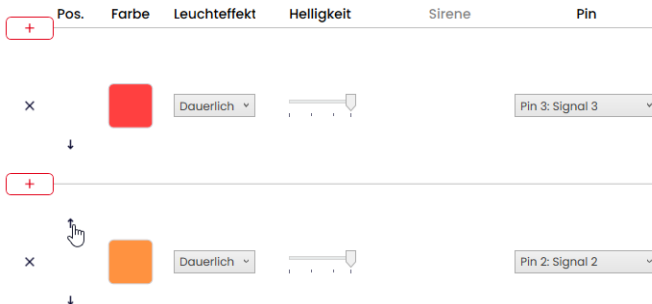 Pos. Farbe Leuchteffekt Helligkeit Sirene Pin
+
× Dauerlich Pin 3: Signal 3
↓
+
↑
× Dauerlich Pin 2: Signal 2
↓